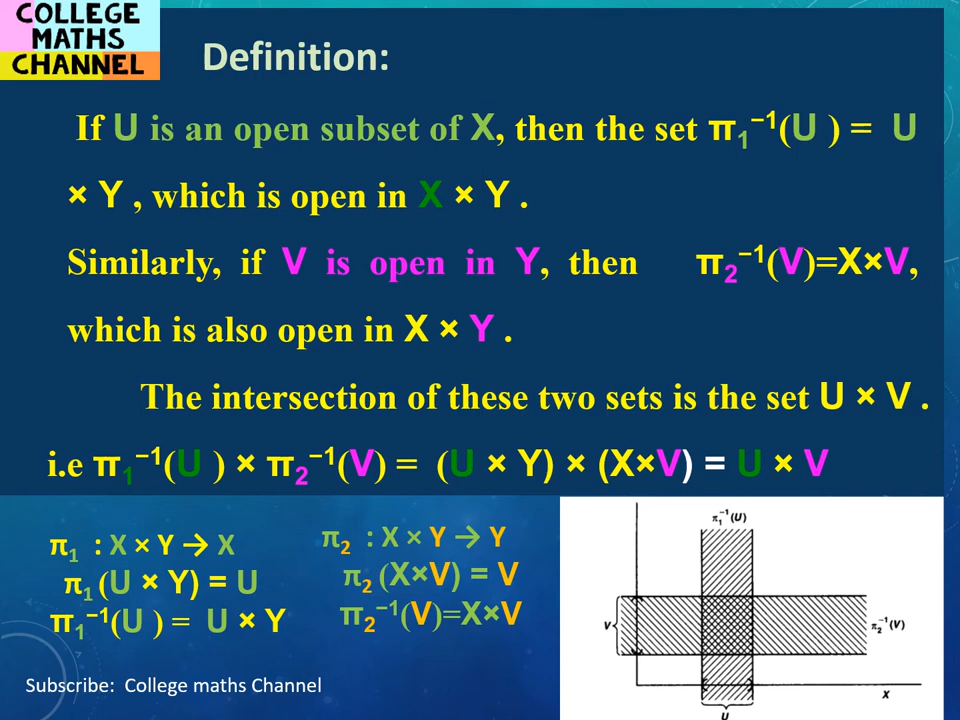 COLLEGE
MATHS
CHANNEL
Definition:
If U is an open subset of X, then the set π₁⁻¹(U ) = U
× Y , which is open in X × Y .
Similarly, if V is open in Y, then π₂⁻¹(V)=X×V,
which is also open in X × Y .
The intersection of these two sets is the set U × V .
i.e π₁⁻¹(U ) × π₂⁻¹(V) = (U × Y) × (X×V) = U × V
π₁ : X × Y → X
π₁ (U × Y) = U
π₁⁻¹(U ) = U × Y
π₂ : X × Y → Y
π₂ (X×V) = V
π₂⁻¹(V)=X×V
π₁⁻¹(U)
V
π₂⁻¹(V)
X
U
Subscribe: College maths Channel